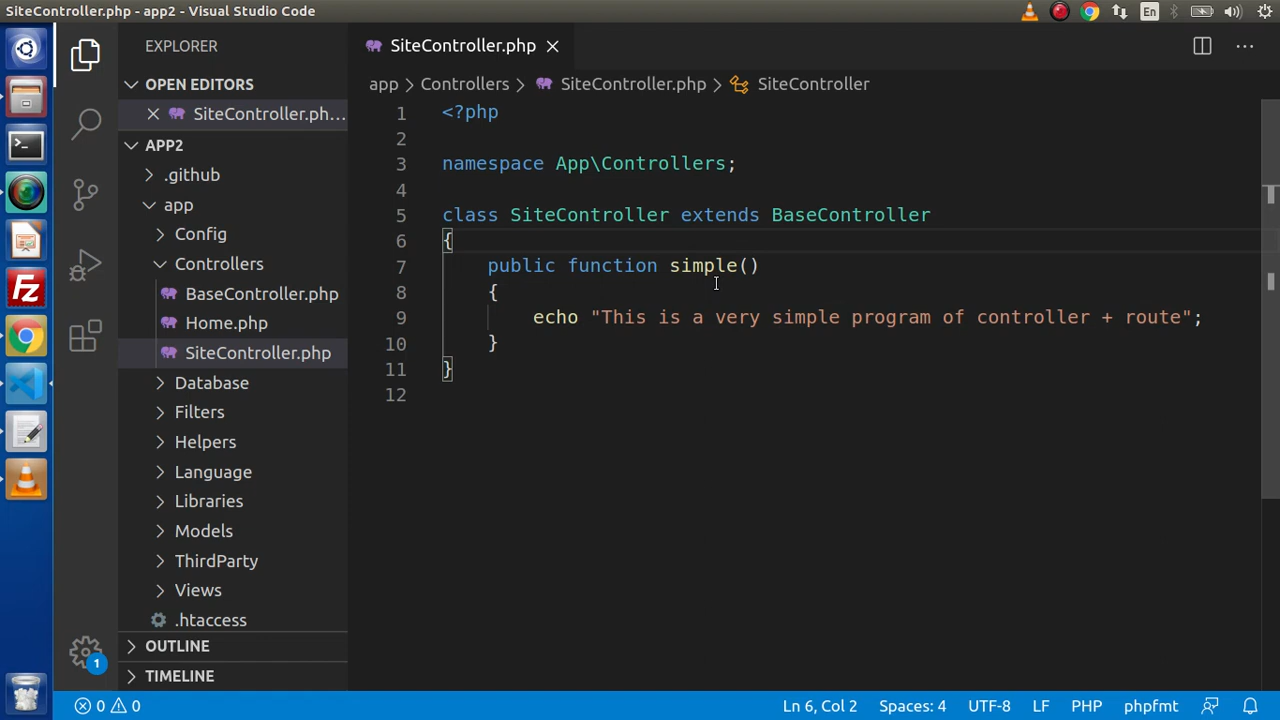 SiteController.php - app2 - Visual Studio Code
En
EXPLORER
OPEN EDITORS
SiteController.ph...
APP2
.github
app
Config
Controllers
BaseController.php
Home.php
SiteController.php
Database
Filters
Helpers
Language
Libraries
Models
ThirdParty
Views
.htaccess
OUTLINE
TIMELINE
1
SiteController.php
app > Controllers > SiteController.php > SiteController
1 <?php
2
3 namespace App\Controllers;
4
5 class SiteController extends BaseController
6 {
7 public function simple()
8 {
9 echo "This is a very simple program of controller + route";
10 }
11 }
12
0 0 Ln 6, Col 2 Spaces: 4 UTF-8 LF PHP phpfmt